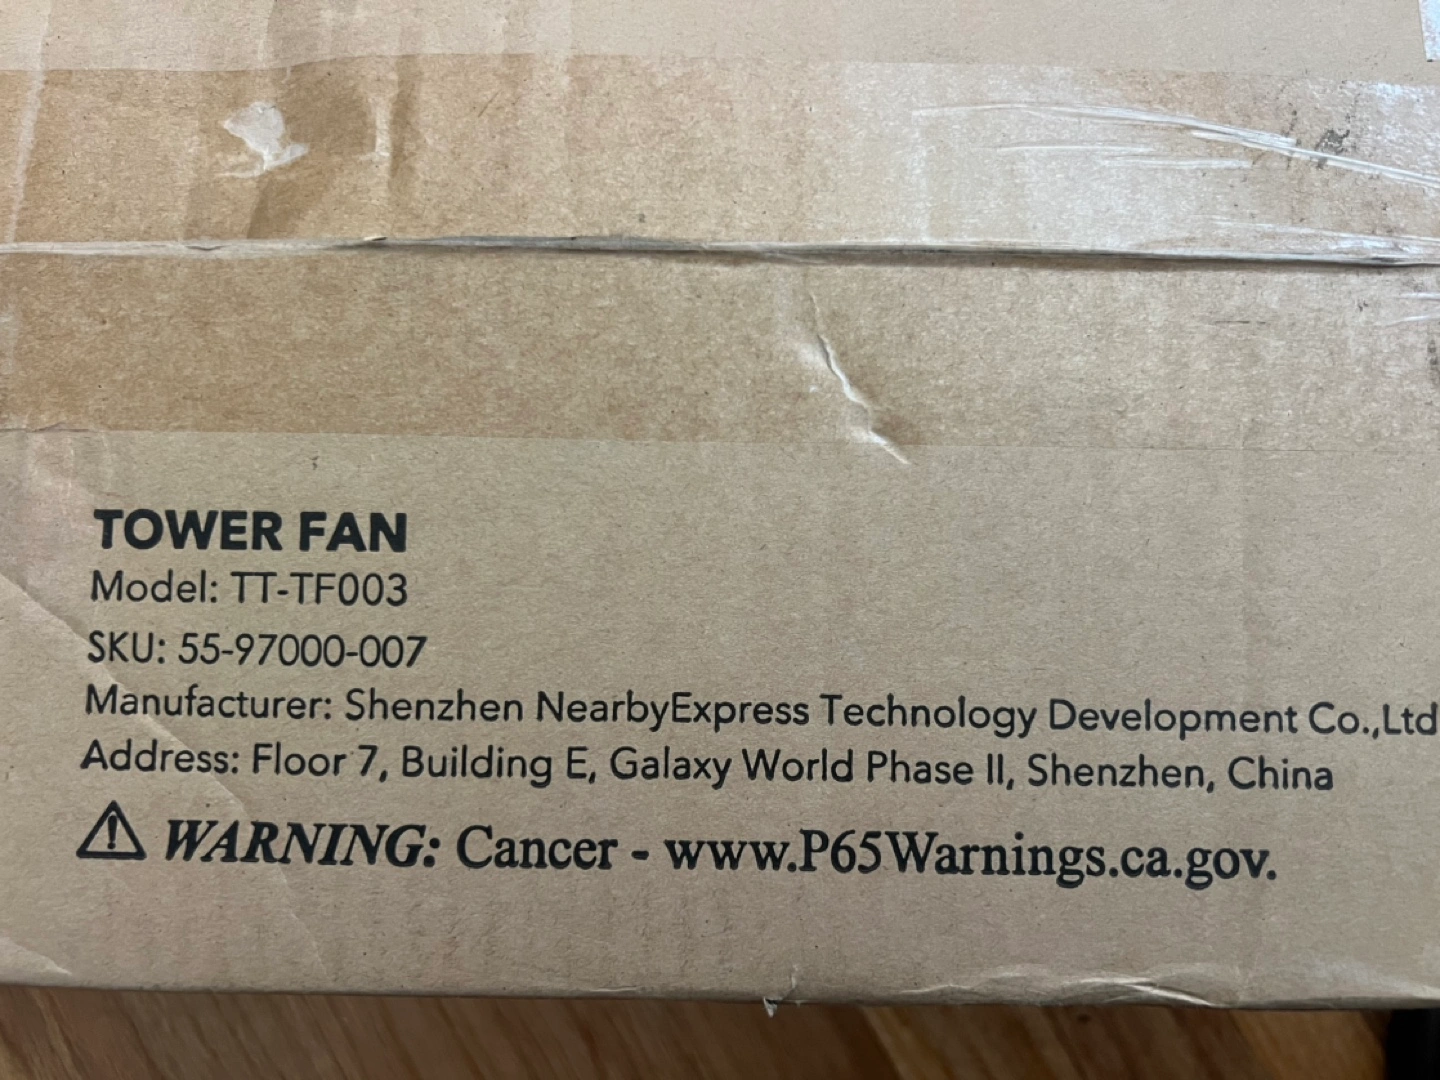 TOWER FAN
Model: TT-TF003
SKU: 55-97000-007
Manufacturer: Shenzhen NearbyExpress Technology Development Co.,Ltd
Address: Floor 7, Building E, Galaxy World Phase II, Shenzhen, China
⚠ WARNING: Cancer - www.P65Warnings.ca.gov.